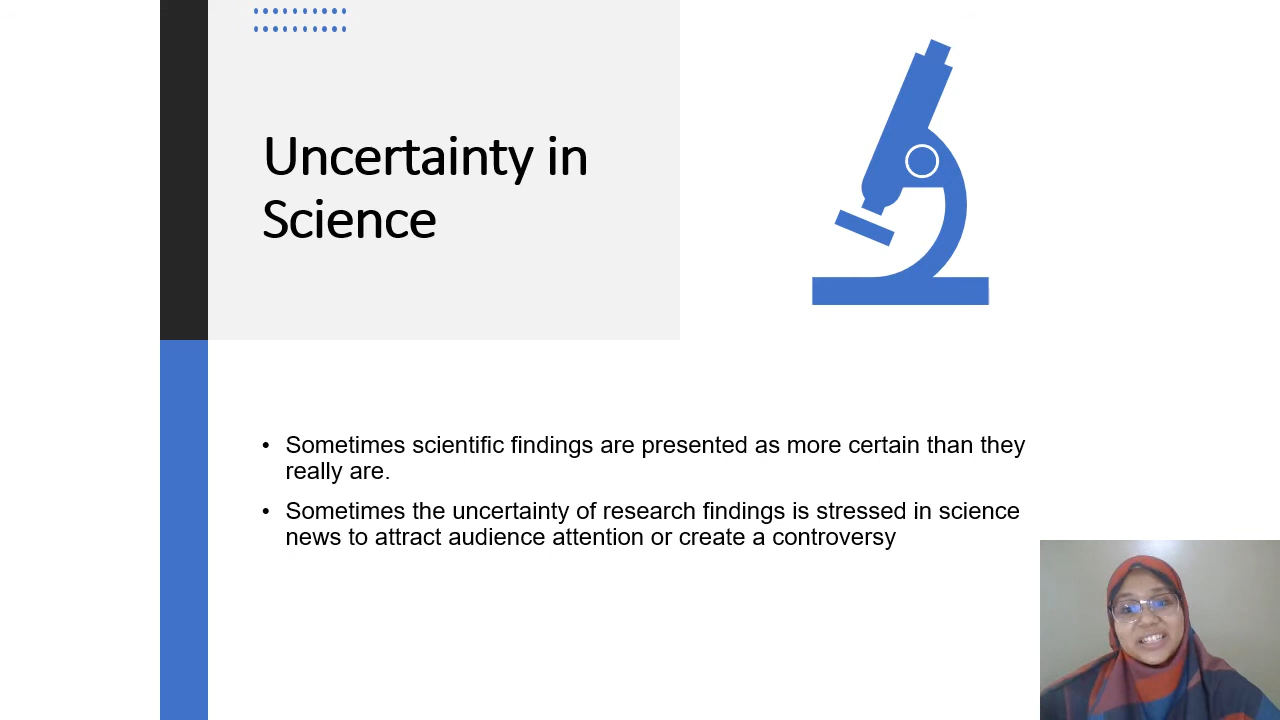 Uncertainty in
Science
• Sometimes scientific findings are presented as more certain than they
really are.
• Sometimes the uncertainty of research findings is stressed in science
news to attract audience attention or create a controversy